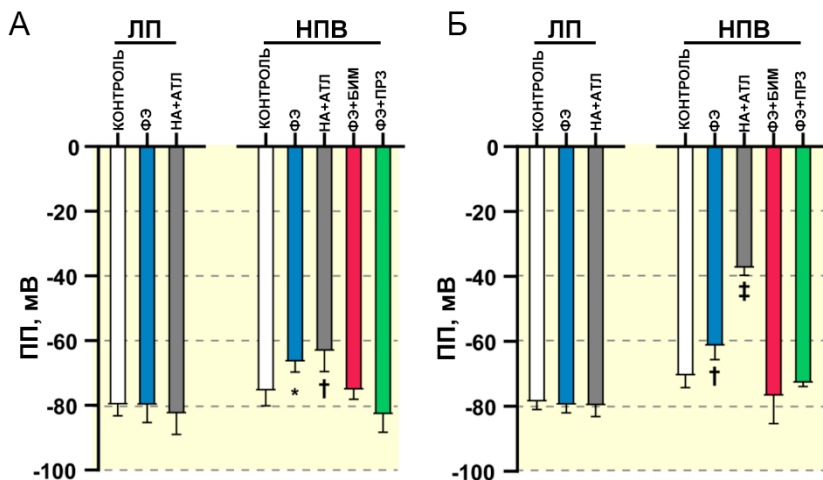 А
ЛП
НПВ
КОНТРОЛЬ
ФЭ
НА+АТЛ
КОНТРОЛЬ
ФЭ
НА+АТЛ
ФЭ+БИМ
ФЭ+ПРЗ
0
-20
-40
-60
-80
-100
ПП, мВ
*
†
Б
ЛП
НПВ
КОНТРОЛЬ
ФЭ
НА+АТЛ
КОНТРОЛЬ
ФЭ
НА+АТЛ
ФЭ+БИМ
ФЭ+ПРЗ
0
-20
-40
-60
-80
-100
ПП, мВ
†
‡